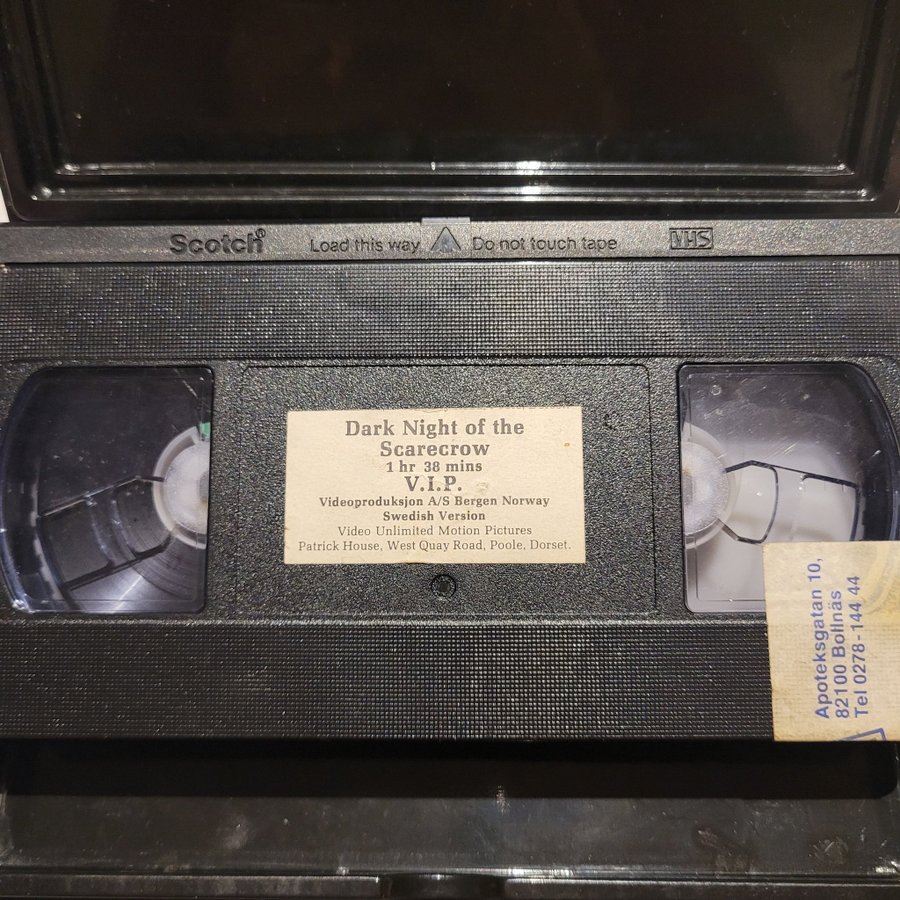 Scotch® Load this way Do not touch tape VHS
Dark Night of the
Scarecrow
1 hr 38 mins
V.I.P.
Videoproduksjon A/S Bergen Norway
Swedish Version
Video Unlimited Motion Pictures
Patrick House, West Quay Road, Poole, Dorset.
Apoteksgatan 10,
82100 Bollnäs
Tel 0278-144 44